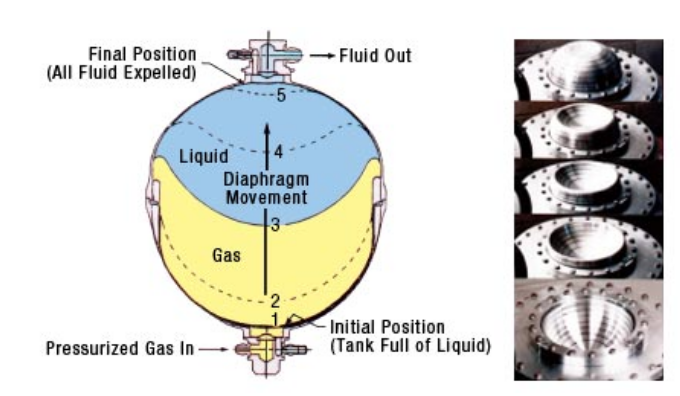 Final Position
(All Fluid Expelled)
Fluid Out
5
4
Liquid
Diaphragm
Movement
3
Gas
2
1
Initial Position
(Tank Full of Liquid)
Pressurized Gas In